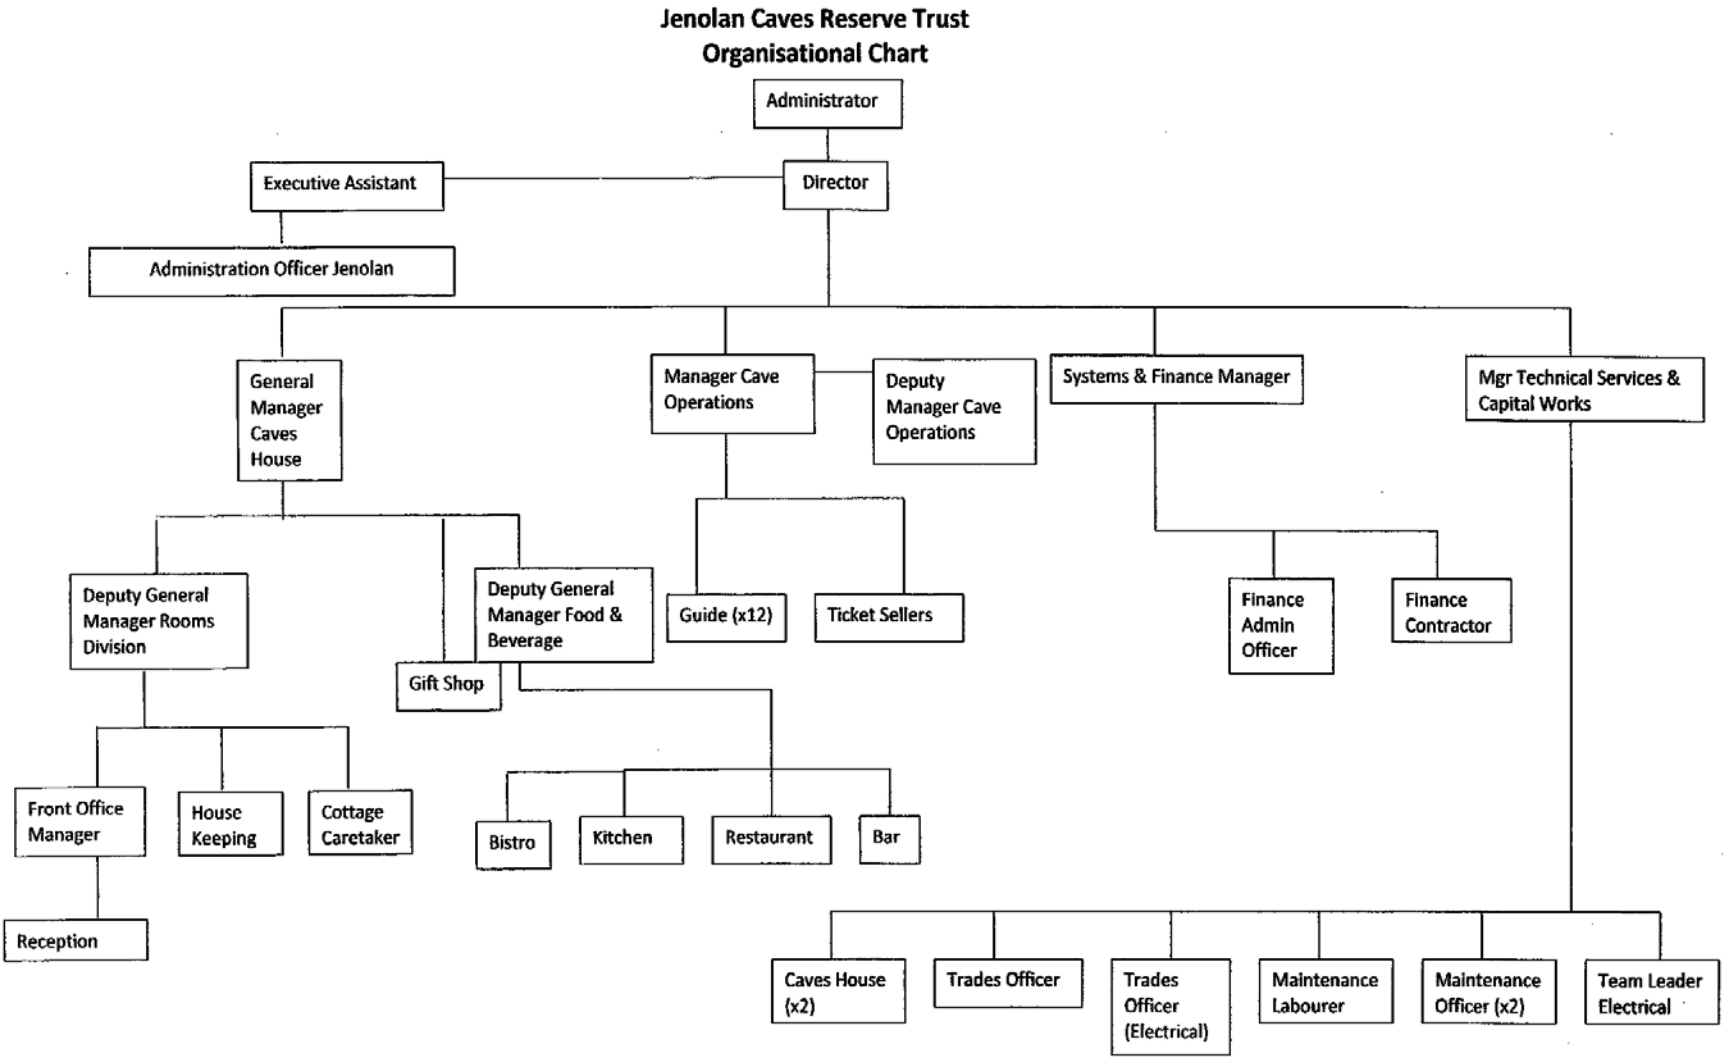 Jenolan Caves Reserve Trust
Organisational Chart
Administrator
Executive Assistant
Director
Administration Officer Jenolan
General
Manager
Caves
House
Manager Cave
Operations
Deputy
Manager Cave
Operations
Systems & Finance Manager
Mgr Technical Services &
Capital Works
Deputy General
Manager Rooms
Division
Deputy General
Manager Food &
Beverage
Gift Shop
Guide (x12)
Ticket Sellers
Finance
Admin
Officer
Finance
Contractor
Front Office
Manager
House
Keeping
Cottage
Caretaker
Bistro
Kitchen
Restaurant
Bar
Reception
Caves House
(x2)
Trades Officer
Trades
Officer
(Electrical)
Maintenance
Labourer
Maintenance
Officer (x2)
Team Leader
Electrical